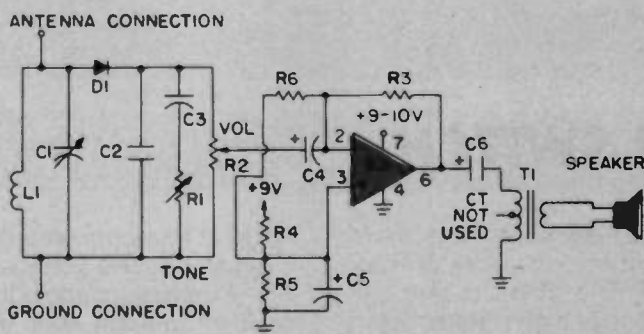 ANTENNA CONNECTION
D1
C1
C2
C3
L1
R1
TONE
VOL
R2
GROUND CONNECTION
R6
R3
+9-10V
+
C4
2
7
3
4
6
+9V
R4
R5
+
C5
+
C6
T1
CT
NOT
USED
SPEAKER